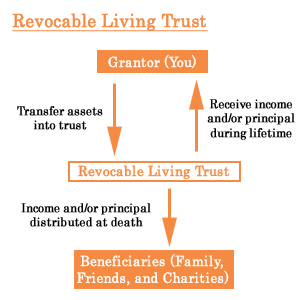 Revocable Living Trust
Grantor (You)
Transfer assets
into trust
Receive income
and/or principal
during lifetime
Revocable Living Trust
Income and/or principal
distributed at death
Beneficiaries (Family,
Friends, and Charities)